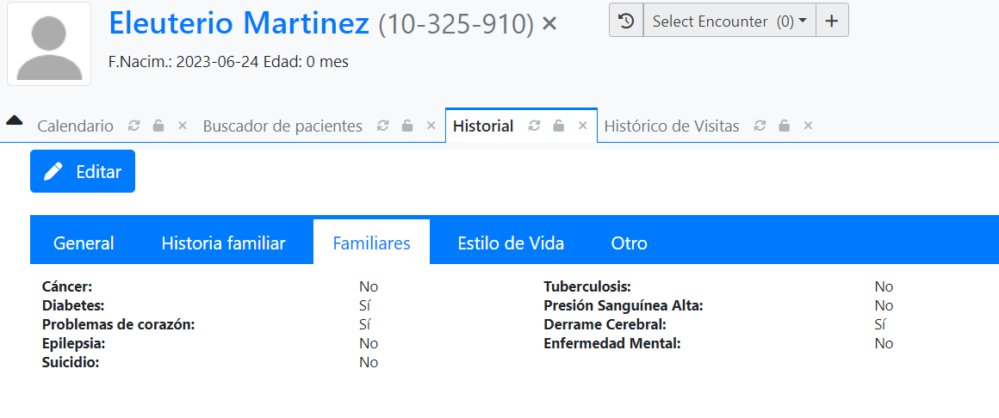 Eleuterio Martinez (10-325-910)
Select Encounter (0)
F.Nacim.: 2023-06-24 Edad: 0 mes
Calendario Buscador de pacientes Historial Histórico de Visitas
Editar
General Historia familiar Familiares Estilo de Vida Otro
Cáncer: No Tuberculosis: No
Diabetes: Sí Presión Sanguínea Alta: No
Problemas de corazón: Sí Derrame Cerebral: Sí
Epilepsia: No Enfermedad Mental: No
Suicidio: No